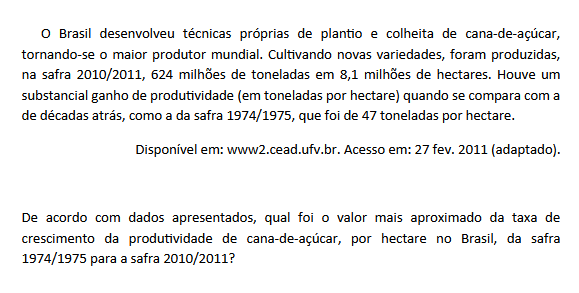 O Brasil desenvolveu técnicas próprias de plantio e colheita de cana-de-açúcar,
tornando-se o maior produtor mundial. Cultivando novas variedades, foram produzidas,
na safra 2010/2011, 624 milhões de toneladas em 8,1 milhões de hectares. Houve um
substancial ganho de produtividade (em toneladas por hectare) quando se compara com a
de décadas atrás, como a da safra 1974/1975, que foi de 47 toneladas por hectare.
Disponível em: www2.cead.ufv.br. Acesso em: 27 fev. 2011 (adaptado).
De acordo com dados apresentados, qual foi o valor mais aproximado da taxa de
crescimento da produtividade de cana-de-açúcar, por hectare no Brasil, da safra
1974/1975 para a safra 2010/2011?